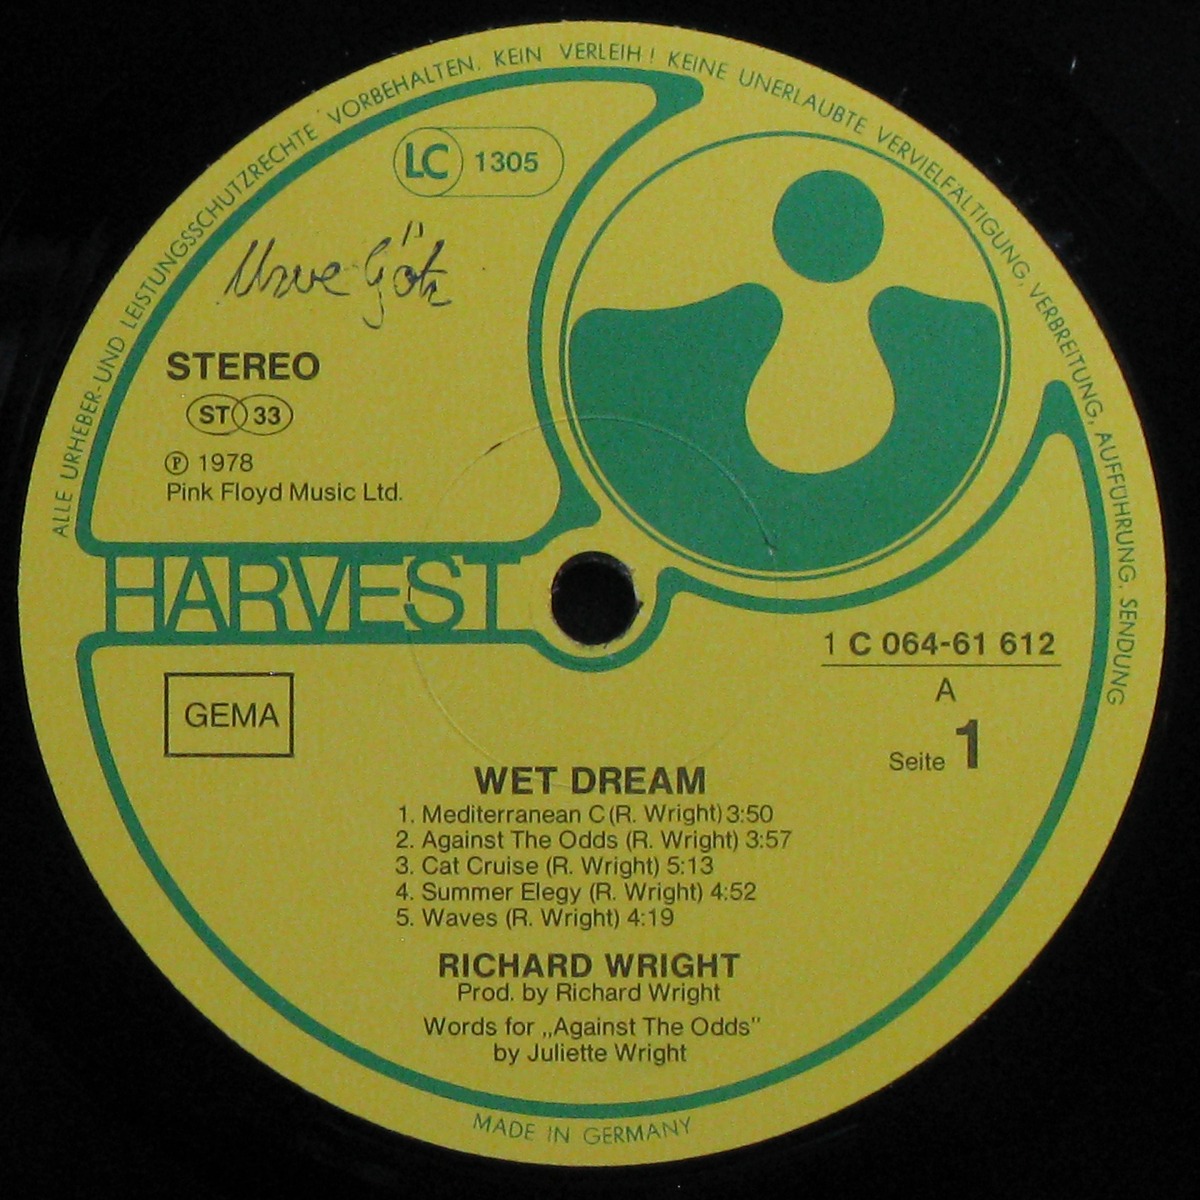 ALLE URHEBER- UND LEISTUNGSSCHUTZRECHTE VORBEHALTEN. KEIN VERLEIH! KEINE UNERLAUBTE VERVIELFÄLTIGUNG, VERBREITUNG, AUFFÜHRUNG, SENDUNG
LC 1305
Uwe Götz
STEREO
ST 33
℗ 1978
Pink Floyd Music Ltd.
HARVEST
1 C 064-61 612
A
Seite 1
GEMA
WET DREAM
1. Mediterranean C (R. Wright) 3:50
2. Against The Odds (R. Wright) 3:57
3. Cat Cruise (R. Wright) 5:13
4. Summer Elegy (R. Wright) 4:52
5. Waves (R. Wright) 4:19
RICHARD WRIGHT
Prod. by Richard Wright
Words for „Against The Odds"
by Juliette Wright
MADE IN GERMANY